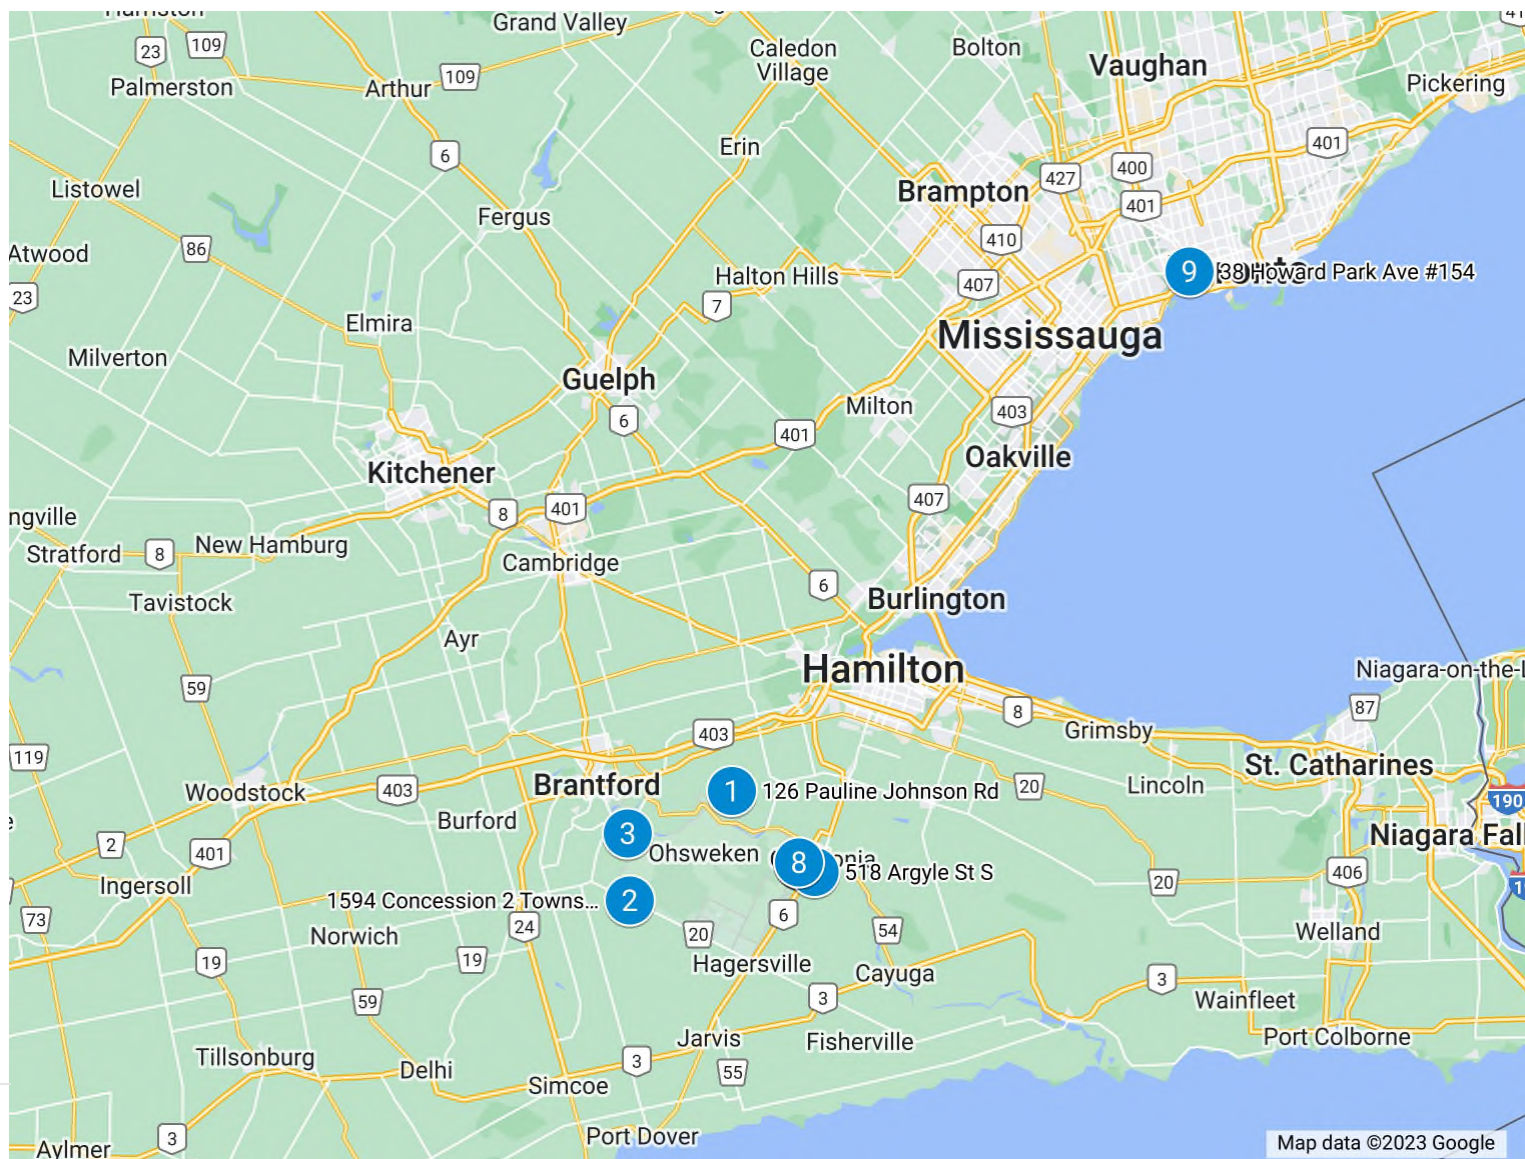 Harriston
Grand Valley
23
109
Caledon
Village
Bolton
Vaughan
Palmerston
Arthur
109
Pickering
6
Erin
401
427
400
Listowel
Brampton
401
Fergus
86
410
Atwood
Halton Hills
407
9
38 Howard Park Ave #154
23
7
Elmira
Mississauga
Milverton
Guelph
6
Milton
403
401
Oakville
Kitchener
407
8
401
ngville
Stratford
8
New Hamburg
Cambridge
6
Burlington
Tavistock
Ayr
Hamilton
Niagara-on-the-L
59
87
8
403
Grimsby
119
St. Catharines
Woodstock
403
Brantford
1
126 Pauline Johnson Rd
20
Lincoln
190
Burford
3
Niagara Fall
2
401
Ohsweken
8
518 Argyle St S
406
Ingersoll
20
1594 Concession 2 Towns...
2
73
24
6
54
Norwich
20
Welland
19
19
Hagersville
Cayuga
3
59
3
Wainfleet
Jarvis
Fisherville
Port Colborne
Tillsonburg
3
55
Delhi
Simcoe
3
Port Dover
Aylmer
Map data ©2023 Google